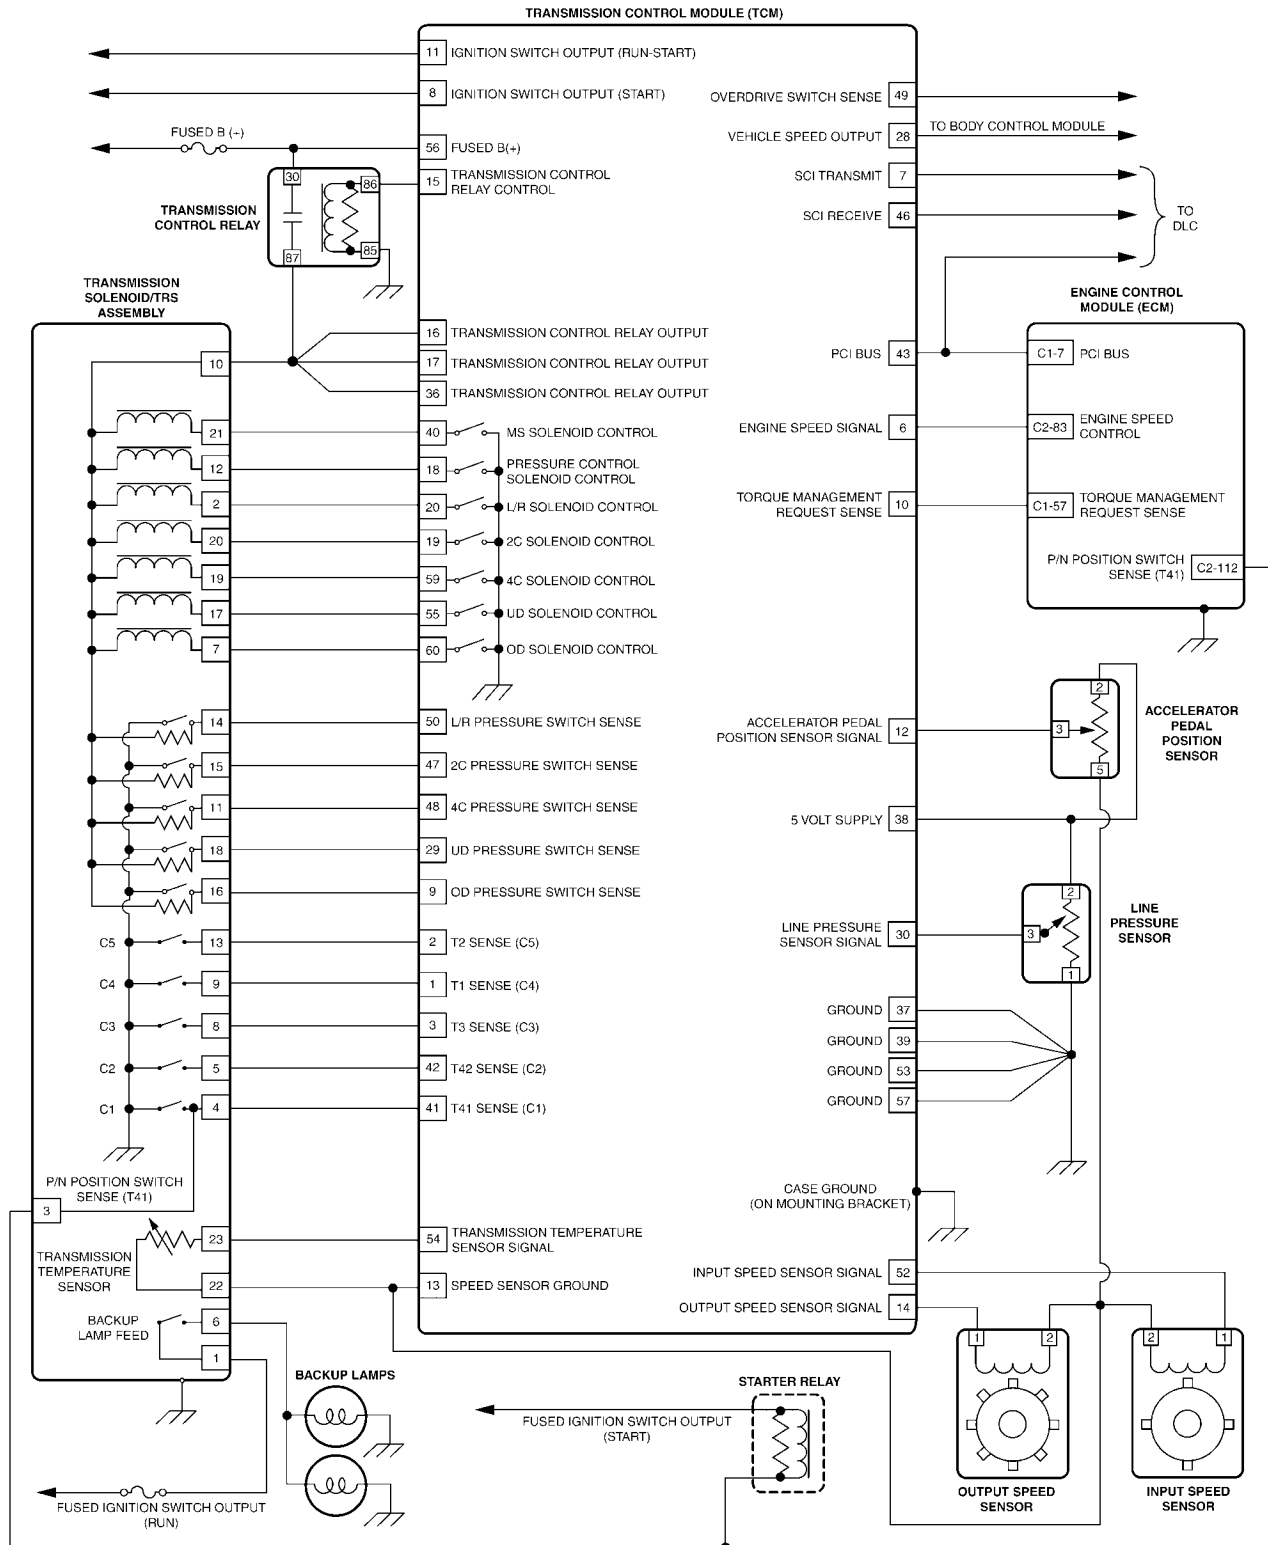 TRANSMISSION CONTROL MODULE (TCM)
11 IGNITION SWITCH OUTPUT (RUN-START)
8 IGNITION SWITCH OUTPUT (START)
FUSED B (+)
56 FUSED B(+)
15 TRANSMISSION CONTROL
RELAY CONTROL
30
86
85
87
TRANSMISSION
CONTROL RELAY
OVERDRIVE SWITCH SENSE 49
VEHICLE SPEED OUTPUT 28
TO BODY CONTROL MODULE
SCI TRANSMIT 7
SCI RECEIVE 46
TO
DLC
TRANSMISSION
SOLENOID/TRS
ASSEMBLY
10
16 TRANSMISSION CONTROL RELAY OUTPUT
17 TRANSMISSION CONTROL RELAY OUTPUT
36 TRANSMISSION CONTROL RELAY OUTPUT
21 40 MS SOLENOID CONTROL
12 18 PRESSURE CONTROL
SOLENOID CONTROL
2 20 L/R SOLENOID CONTROL
20 19 2C SOLENOID CONTROL
19 59 4C SOLENOID CONTROL
17 55 UD SOLENOID CONTROL
7 60 OD SOLENOID CONTROL
14 50 L/R PRESSURE SWITCH SENSE
15 47 2C PRESSURE SWITCH SENSE
11 48 4C PRESSURE SWITCH SENSE
18 29 UD PRESSURE SWITCH SENSE
16 9 OD PRESSURE SWITCH SENSE
C5 13 2 T2 SENSE (C5)
C4 9 1 T1 SENSE (C4)
C3 8 3 T3 SENSE (C3)
C2 5 42 T42 SENSE (C2)
C1 4 41 T41 SENSE (C1)
P/N POSITION SWITCH
SENSE (T41)
3
23 54 TRANSMISSION TEMPERATURE
SENSOR SIGNAL
TRANSMISSION
TEMPERATURE
SENSOR
22 13 SPEED SENSOR GROUND
BACKUP
LAMP FEED
6
1
BACKUP LAMPS
FUSED IGNITION SWITCH OUTPUT
(RUN)
ENGINE CONTROL
MODULE (ECM)
PCI BUS 43 C1-7 PCI BUS
ENGINE SPEED SIGNAL 6 C2-83 ENGINE SPEED
CONTROL
TORQUE MANAGEMENT
REQUEST SENSE 10 C1-57 TORQUE MANAGEMENT
REQUEST SENSE
P/N POSITION SWITCH
SENSE (T41) C2-112
ACCELERATOR PEDAL
POSITION SENSOR SIGNAL 12
2
3
5
ACCELERATOR
PEDAL
POSITION
SENSOR
5 VOLT SUPPLY 38
LINE PRESSURE
SENSOR SIGNAL 30
2
3
1
LINE
PRESSURE
SENSOR
GROUND 37
GROUND 39
GROUND 53
GROUND 57
CASE GROUND
(ON MOUNTING BRACKET)
INPUT SPEED SENSOR SIGNAL 52
OUTPUT SPEED SENSOR SIGNAL 14
1 2
2 1
OUTPUT SPEED
SENSOR
INPUT SPEED
SENSOR
STARTER RELAY
FUSED IGNITION SWITCH OUTPUT
(START)